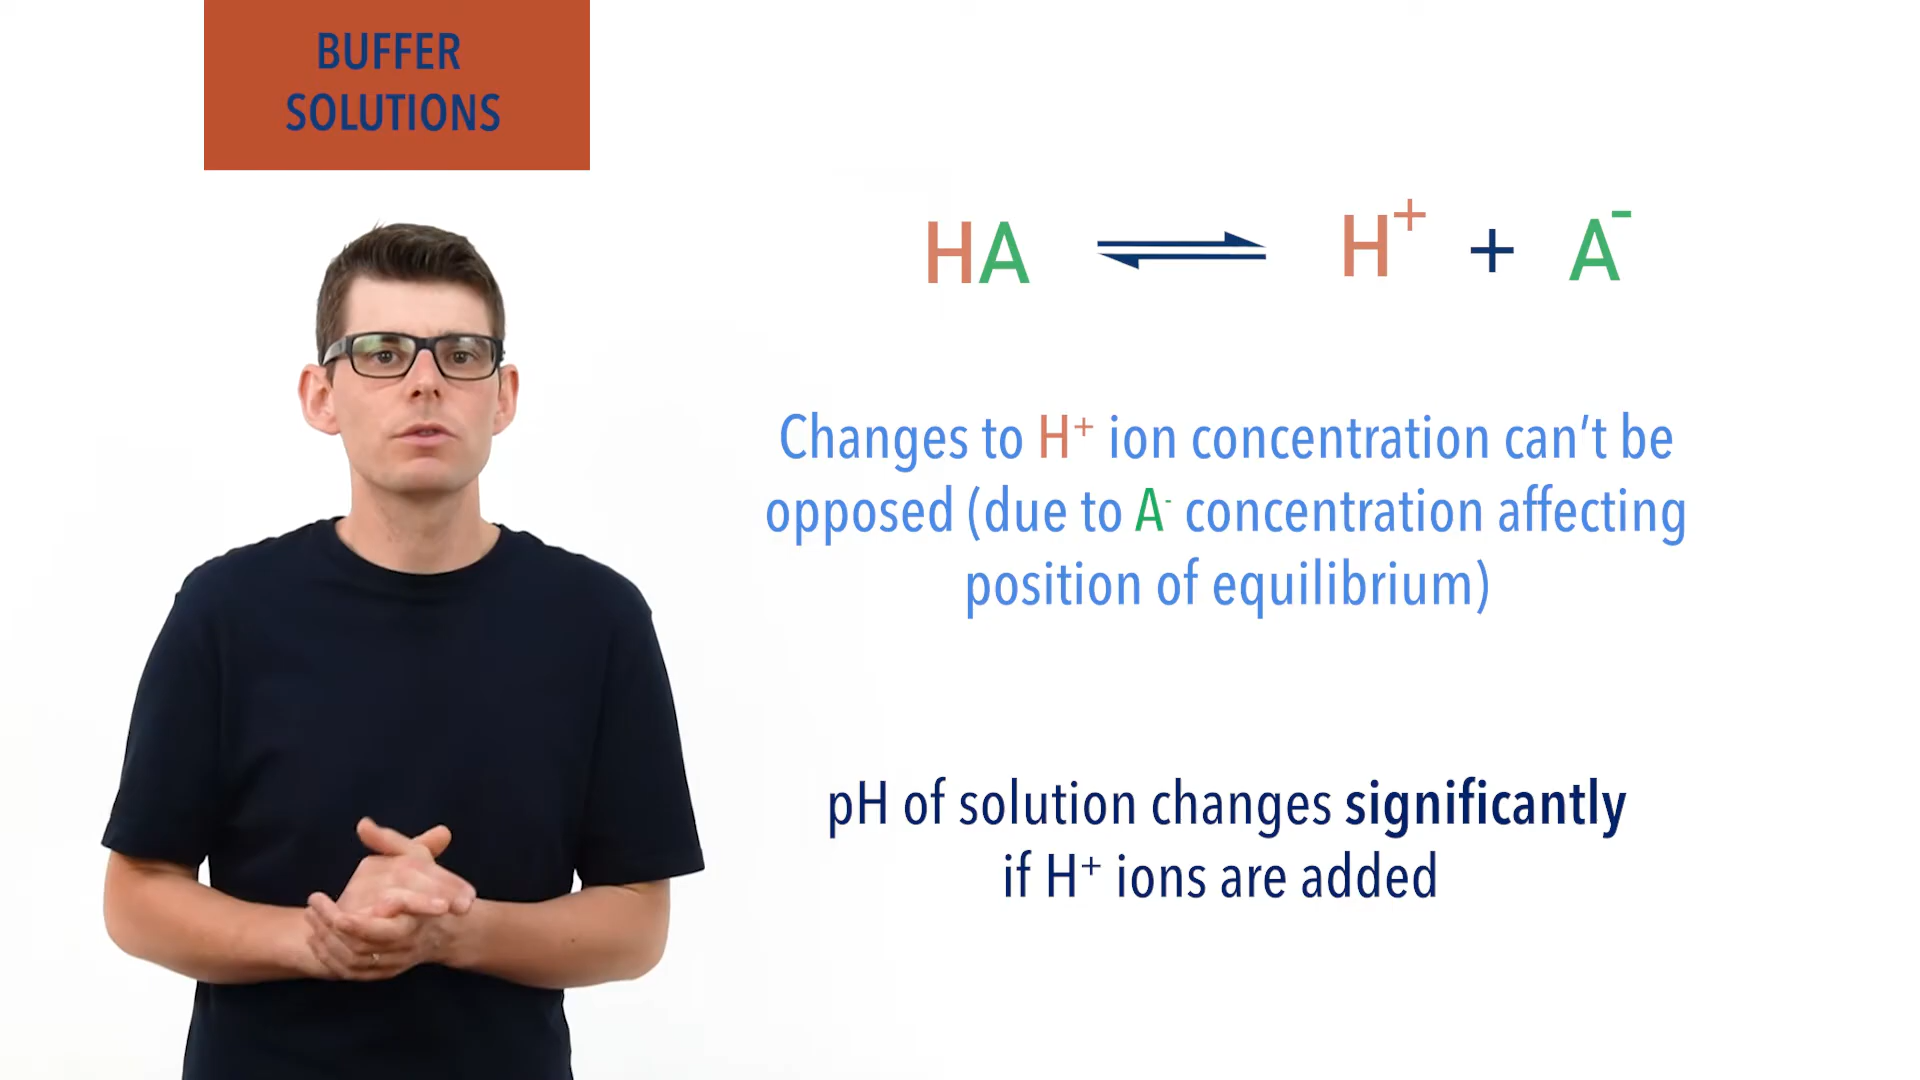 BUFFER
SOLUTIONS
HA ⇌ H⁺ + A⁻
Changes to H⁺ ion concentration can't be
opposed (due to A⁻ concentration affecting
position of equilibrium)
pH of solution changes significantly
if H⁺ ions are added